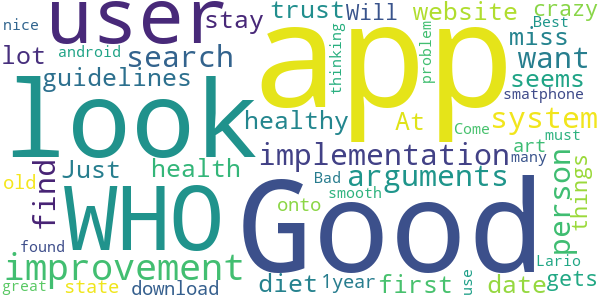 nice user stay trust Will website crazy
Best
lot android search app thinking problem miss want
guidelines look seems
smatphone
healthy At system
Come must
WHO Just health implementation art many
old find Good Bad arguments person things
smooth
onto
found improvement Lario
great state download diet 1year first use date gets